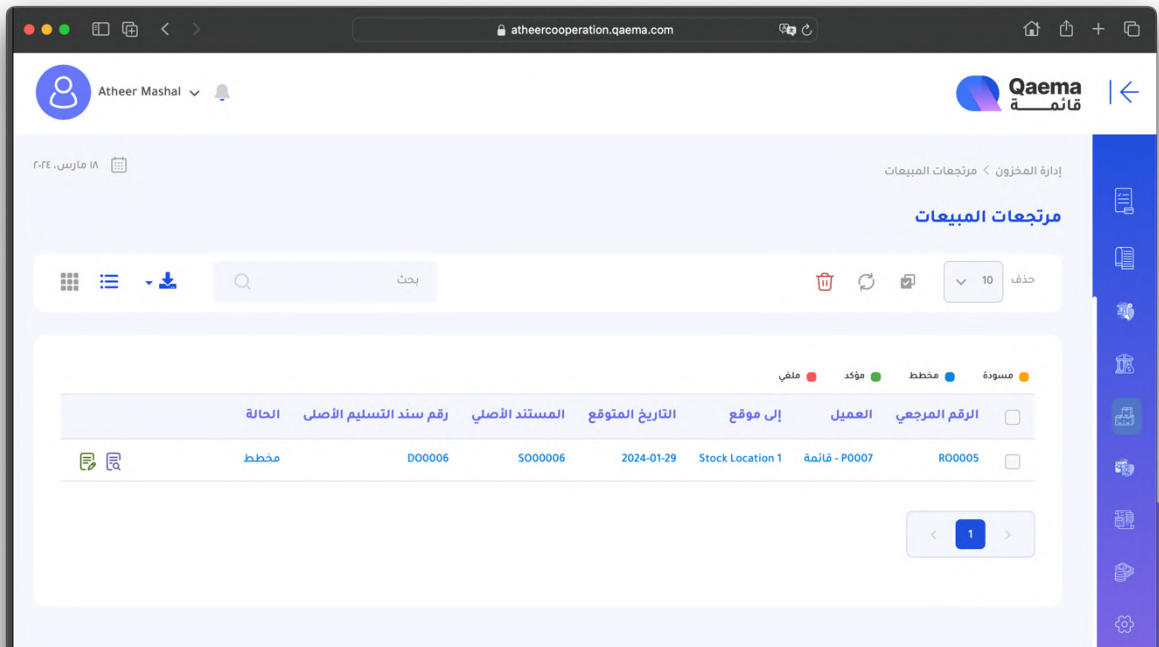 atheercooperation.qaema.com
Atheer Mashal
Qaema
قائمـــة
إدارة المخزون > مرتجعات المبيعات
١٨ مارس، ٢٠٢٤
مرتجعات المبيعات
حذف 10 بحث
مسودة مخطط مؤكد ملغي
الرقم المرجعي العميل إلى موقع التاريخ المتوقع المستند الأصلي رقم سند التسليم الأصلى الحالة
RO0005 P0007 - قائمة Stock Location 1 2024-01-29 SO00006 DO0006 مخطط
1